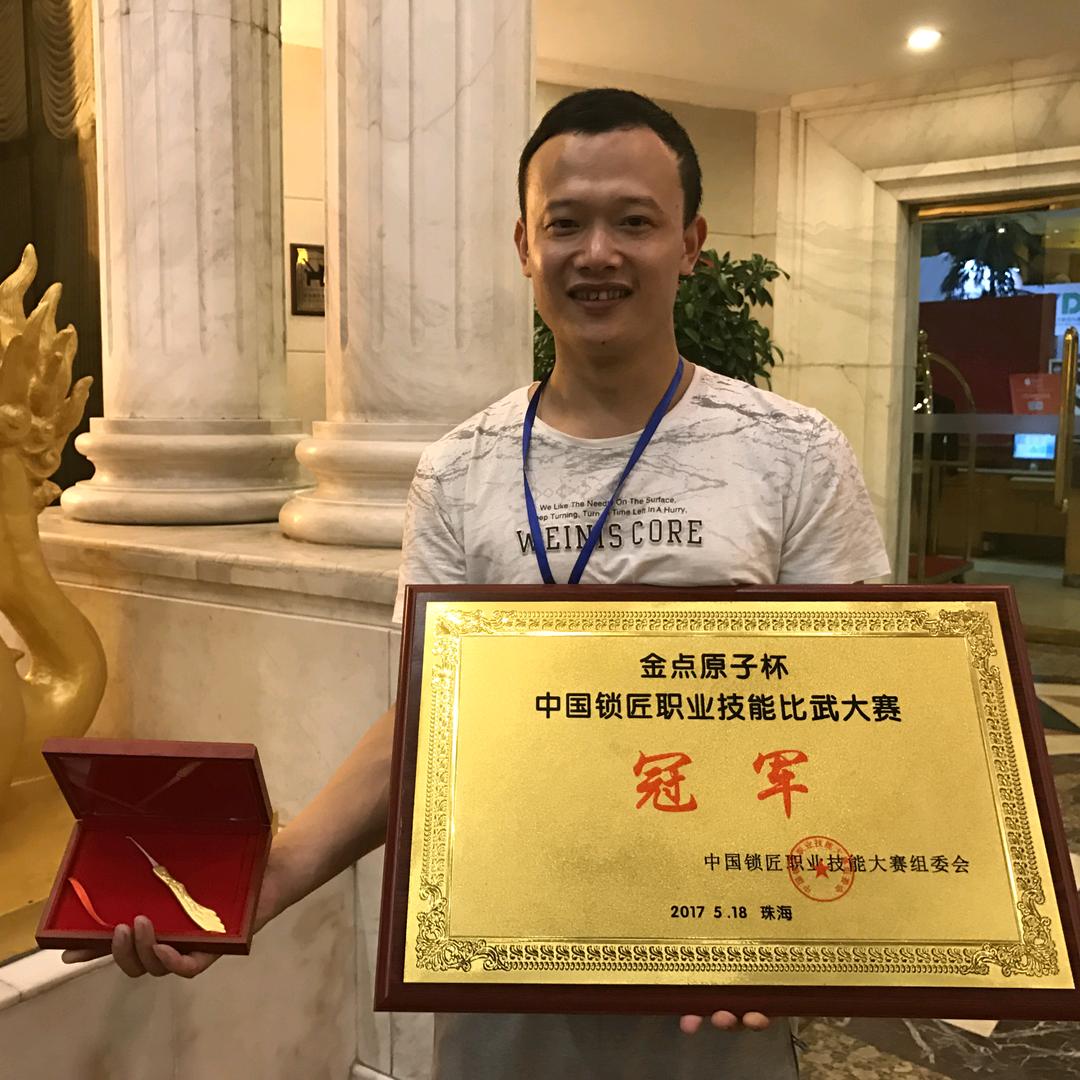 We Like The Needs On The Surface,
Keep Turning, Turn Time Left In A Hurry,
WEINISCORE
金点原子杯
中国锁匠职业技能比武大赛
冠军
中国锁匠职业技能大赛组委会
2017 5.18 珠海